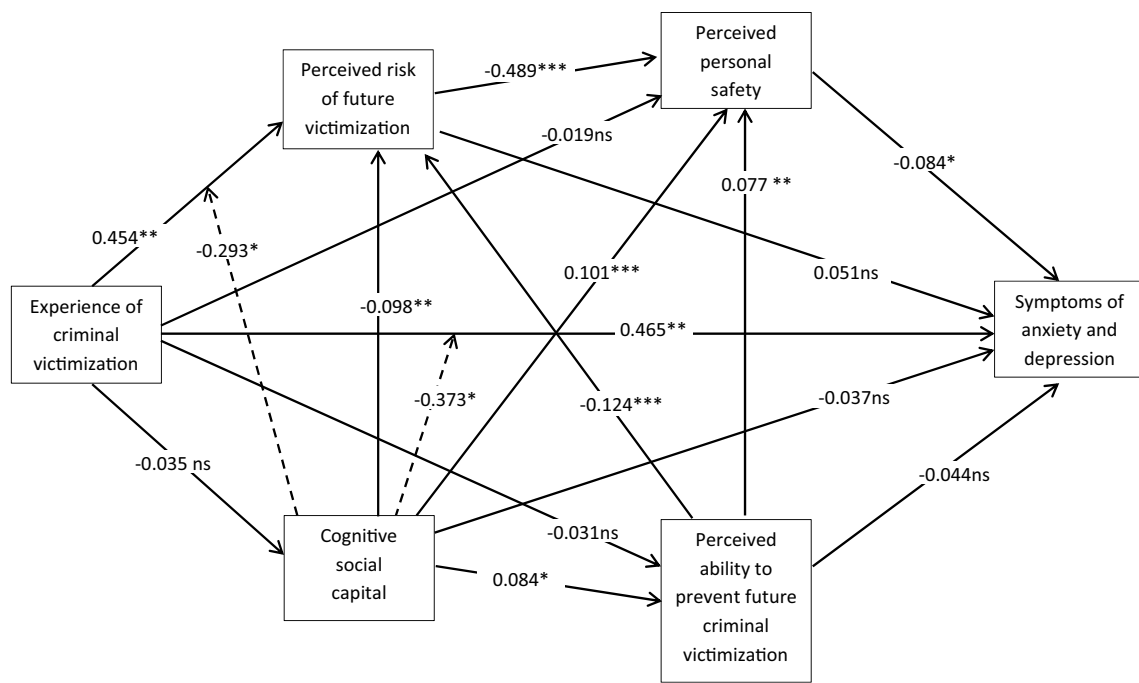 Perceived
personal
safety
Perceived risk
of future
victimization
-0.489***
-0.019ns
-0.084*
0.077 **
0.454**
-0.293*
0.101***
0.051ns
Experience of
criminal
victimization
-0.098**
0.465**
Symptoms of
anxiety and
depression
-0.373*
-0.124***
-0.037ns
-0.035 ns
-0.044ns
Cognitive
social
capital
-0.031ns
0.084*
Perceived
ability to
prevent future
criminal
victimization